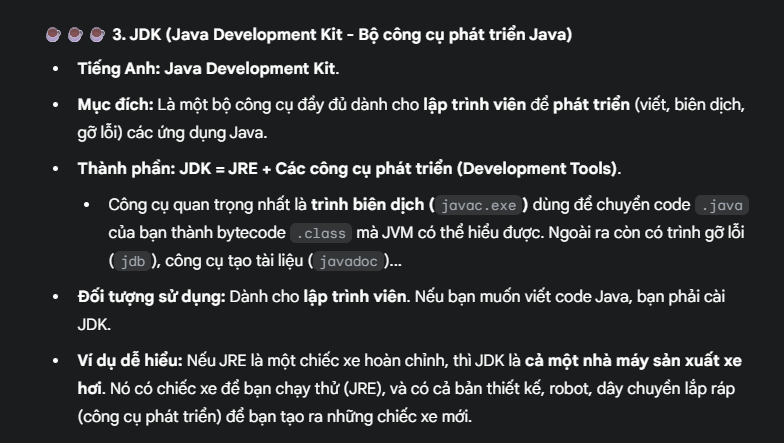 ☕ ☕ ☕ 3. JDK (Java Development Kit - Bộ công cụ phát triển Java)
• Tiếng Anh: Java Development Kit.
• Mục đích: Là một bộ công cụ đầy đủ dành cho lập trình viên để phát triển (viết, biên dịch,
gỡ lỗi) các ứng dụng Java.
• Thành phần: JDK = JRE + Các công cụ phát triển (Development Tools).
• Công cụ quan trọng nhất là trình biên dịch ( javac.exe ) dùng để chuyển code .java
của bạn thành bytecode .class mà JVM có thể hiểu được. Ngoài ra còn có trình gỡ lỗi
( jdb ), công cụ tạo tài liệu ( javadoc )...
• Đối tượng sử dụng: Dành cho lập trình viên. Nếu bạn muốn viết code Java, bạn phải cài
JDK.
• Ví dụ dễ hiểu: Nếu JRE là một chiếc xe hoàn chỉnh, thì JDK là cả một nhà máy sản xuất xe
hơi. Nó có chiếc xe để bạn chạy thử (JRE), và có cả bản thiết kế, robot, dây chuyền lắp ráp
(công cụ phát triển) để bạn tạo ra những chiếc xe mới.